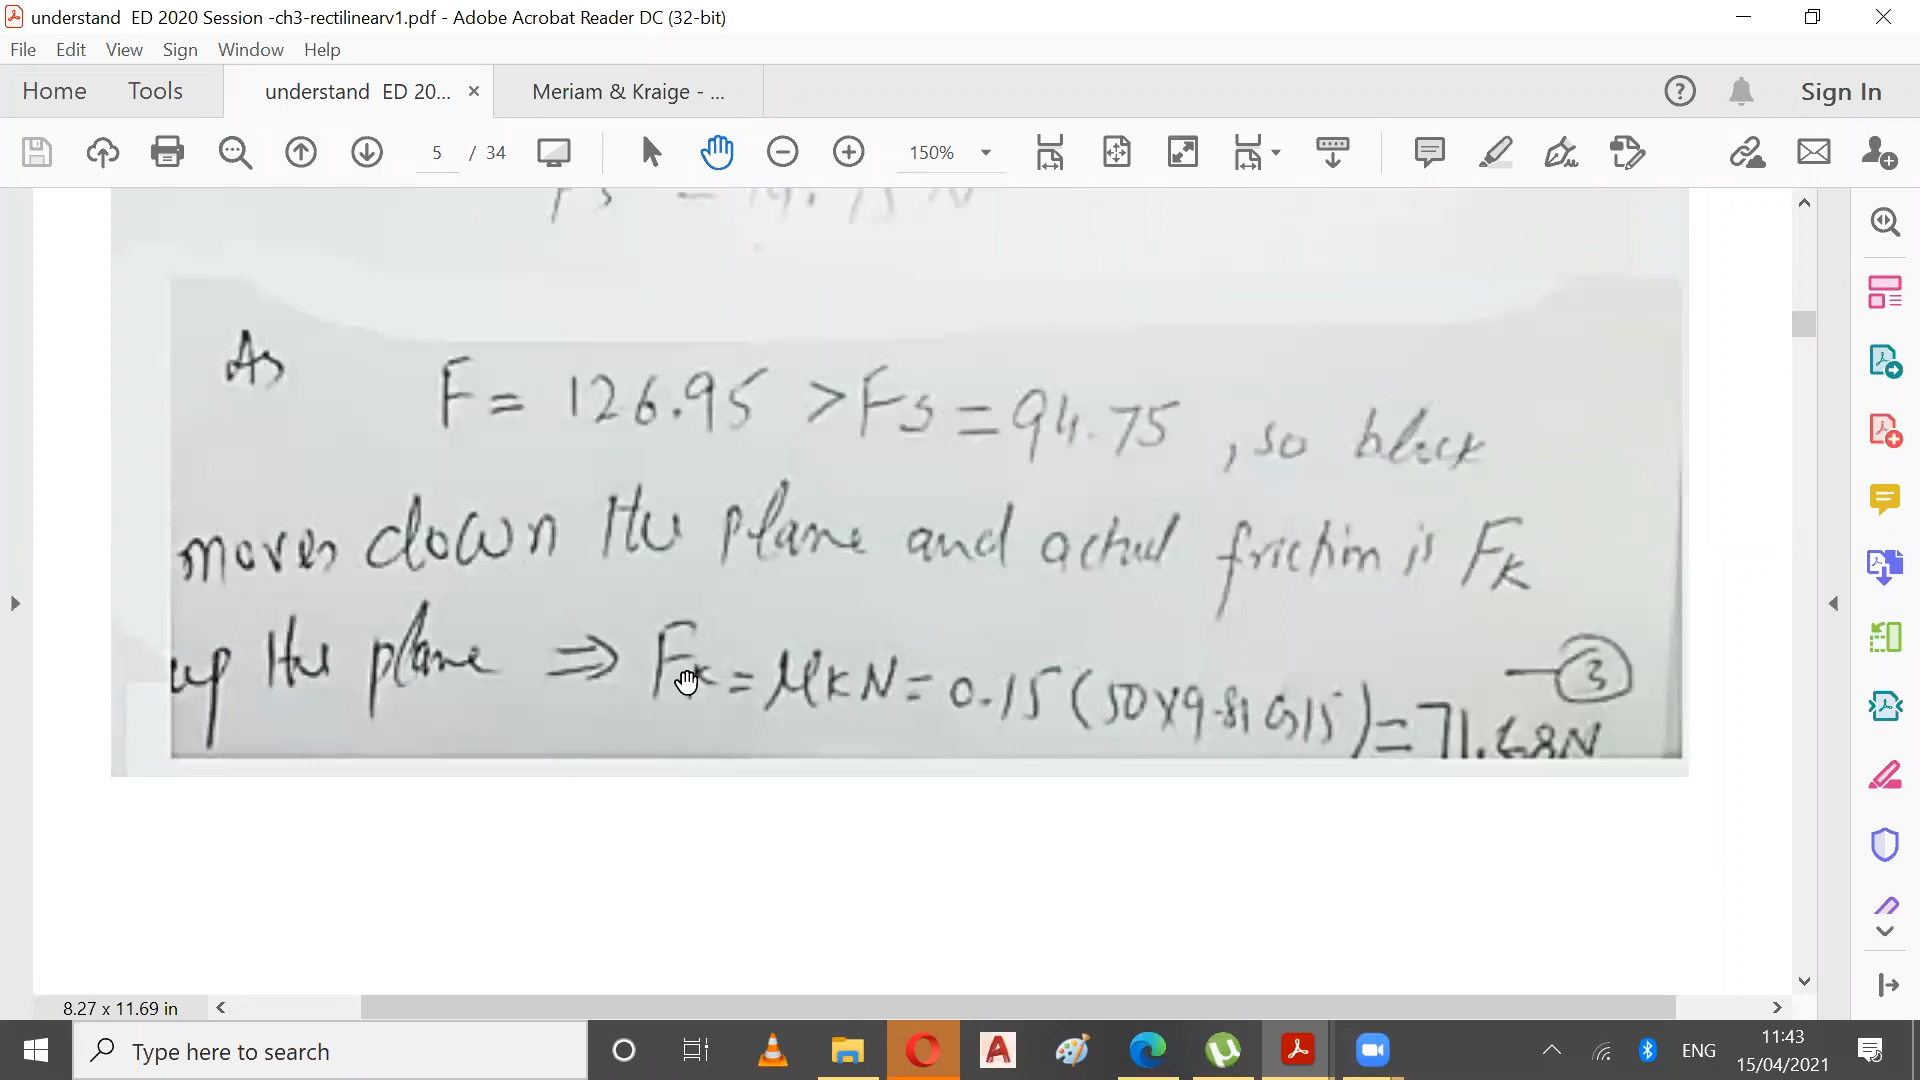 understand ED 2020 Session -ch3-rectilinearv1.pdf - Adobe Acrobat Reader DC (32-bit)
File Edit View Sign Window Help
Home Tools understand ED 20... × Meriam & Kraige - ... Sign In
5 / 34 150%
As
F = 126.95 > Fs = 94.75 , so block
moves down the plane and actual friction is FK
up the plane ⇒ FK = μK N = 0.15 (50×9.81 G15) = 71.68N
3
8.27 x 11.69 in
Type here to search
ENG
11:43
15/04/2021